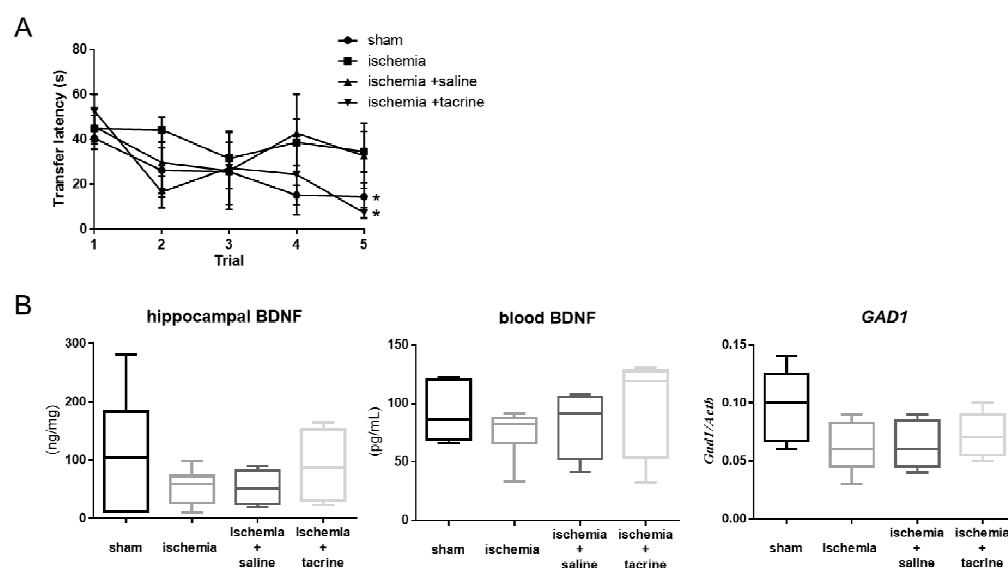 A
sham
ischemia
ischemia +saline
ischemia +tacrine
80
60
40
20
0
Transfer latency (s)
1 2 3 4 5
Trial
*
*
B
hippocampal BDNF
300
200
100
0
(ng/mg)
sham ischemia ischemia + saline ischemia + tacrine
blood BDNF
150
100
50
0
(pg/mL)
sham ischemia ischemia + saline ischemia + tacrine
GAD1
0.15
0.10
0.05
0.00
Gad1/Actb
sham ischemia ischemia + saline ischemia + tacrine